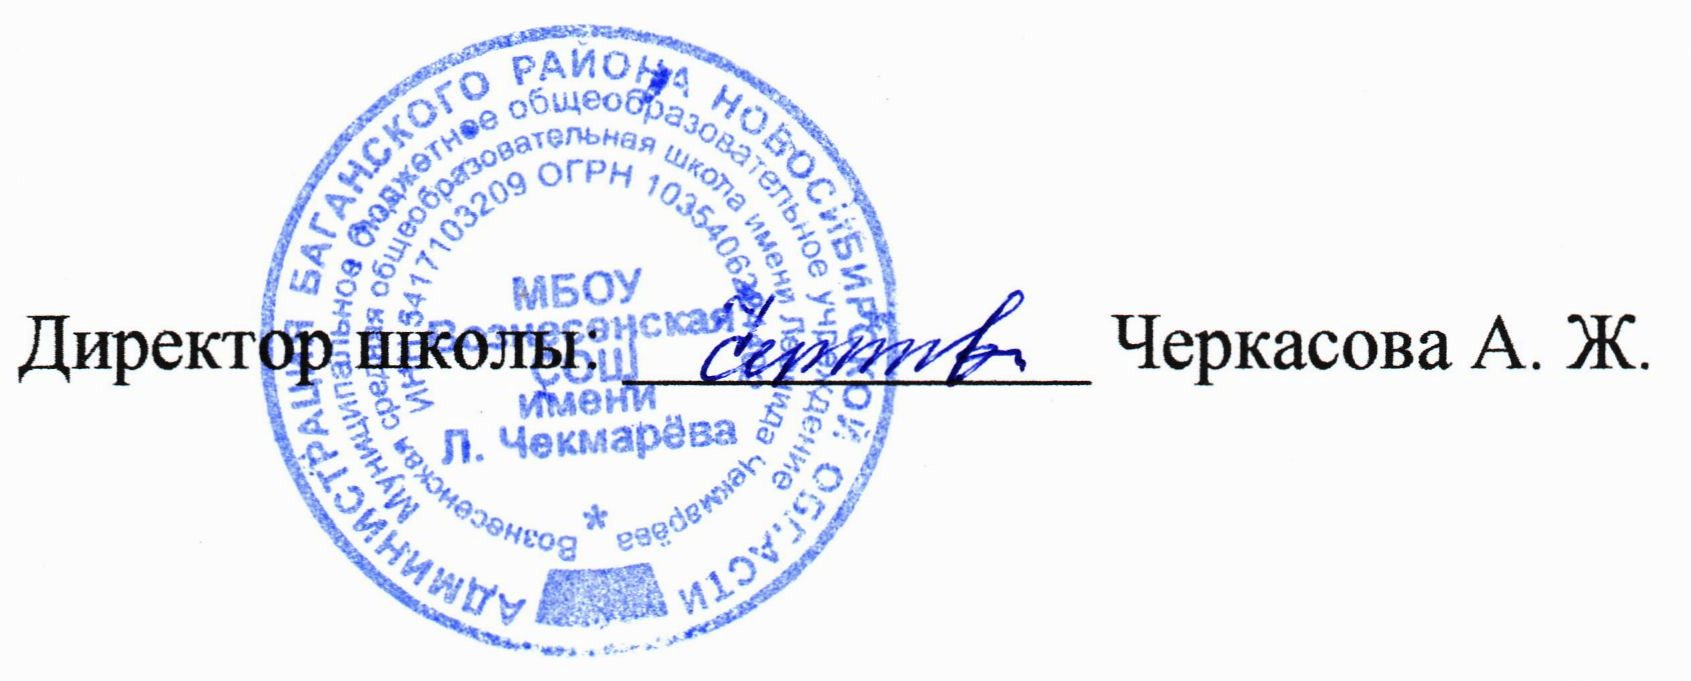 АДМИНИСТРАЦИЯ БАГАНСКОГО РАЙОНА НОВОСИБИРСКОЙ ОБЛАСТИ
Муниципальное бюджетное общеобразовательное учреждение
Вознесенская средняя общеобразовательная школа имени Леонида Чекмарёва
ИНН 5417103209 ОГРН
МБОУ
Вознесенская
СОШ
имени
Л. Чекмарёва
Директор школы: Черкасова А. Ж.